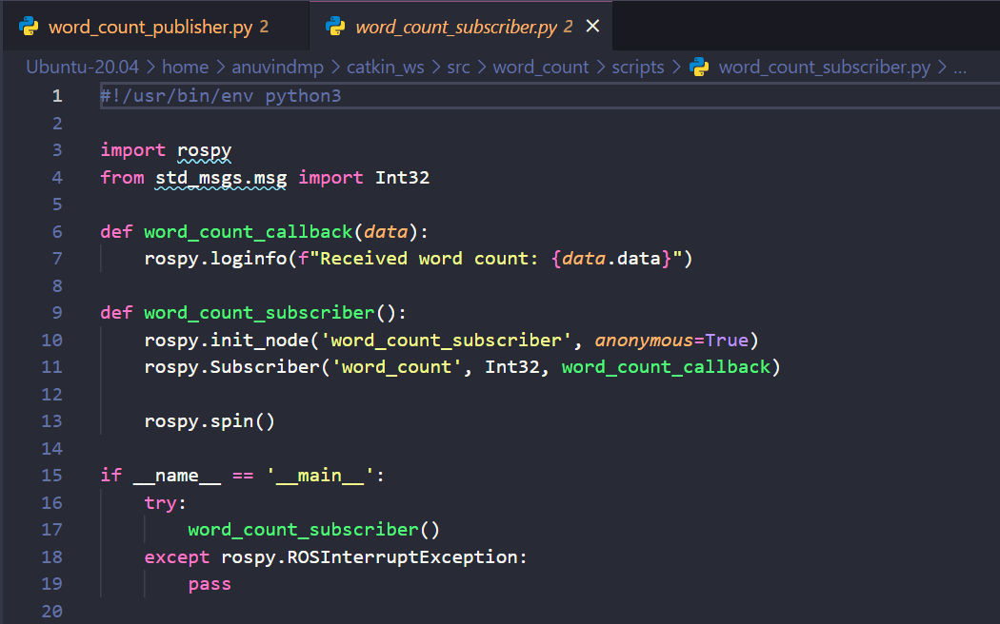 word_count_publisher.py 2 word_count_subscriber.py 2
Ubuntu-20.04 > home > anuvindmp > catkin_ws > src > word_count > scripts > word_count_subscriber.py > ...
1 #!/usr/bin/env python3
2
3 import rospy
4 from std_msgs.msg import Int32
5
6 def word_count_callback(data):
7     rospy.loginfo(f"Received word count: {data.data}")
8
9 def word_count_subscriber():
10     rospy.init_node('word_count_subscriber', anonymous=True)
11     rospy.Subscriber('word_count', Int32, word_count_callback)
12
13     rospy.spin()
14
15 if __name__ == '__main__':
16     try:
17         word_count_subscriber()
18     except rospy.ROSInterruptException:
19         pass
20